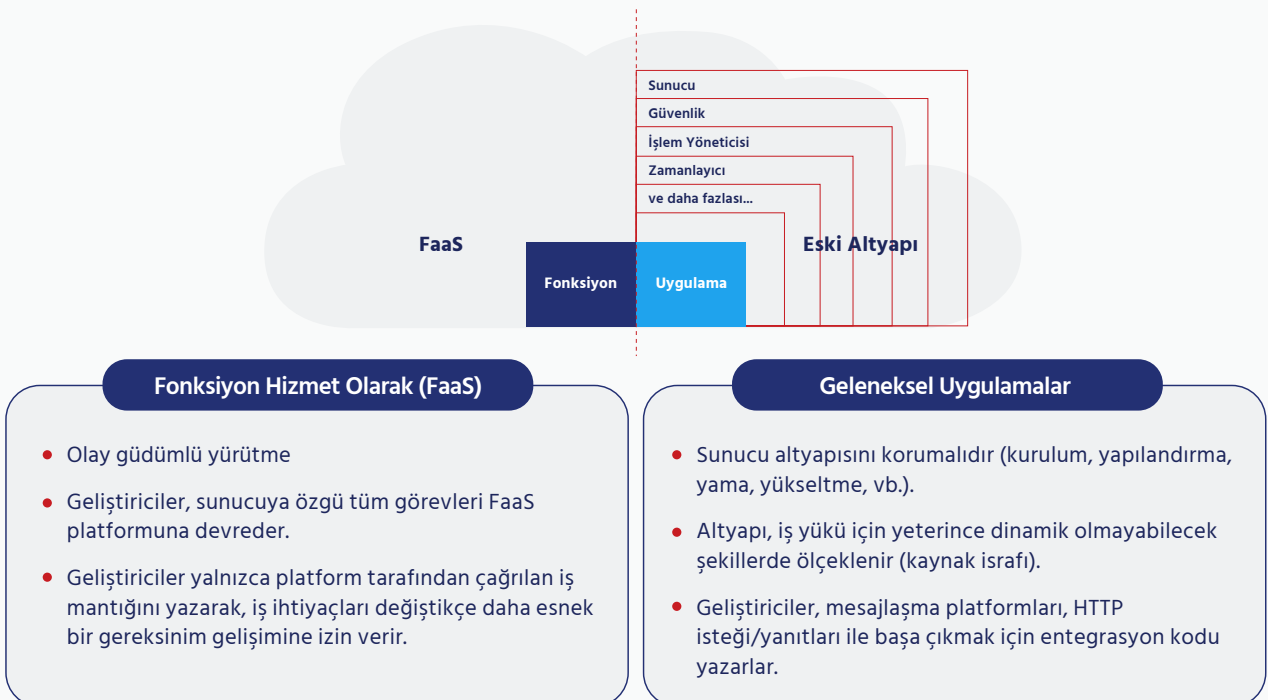 Sunucu
Güvenlik
İşlem Yöneticisi
Zamanlayıcı
ve daha fazlası...
FaaS
Eski Altyapı
Fonksiyon
Uygulama
Fonksiyon Hizmet Olarak (FaaS)
Olay güdümlü yürütme
Geliştiriciler, sunucuya özgü tüm görevleri FaaS
platformuna devreder.
Geliştiriciler yalnızca platform tarafından çağrılan iş
mantığını yazarak, iş ihtiyaçları değiştikçe daha esnek
bir gereksinim gelişimine izin verir.
Geleneksel Uygulamalar
Sunucu altyapısını korumalıdır (kurulum, yapılandırma,
yama, yükseltme, vb.).
Altyapı, iş yükü için yeterince dinamik olmayabilecek
şekillerde ölçeklenir (kaynak israfı).
Geliştiriciler, mesajlaşma platformları, HTTP
isteği/yanıtları ile başa çıkmak için entegrasyon kodu
yazarlar.